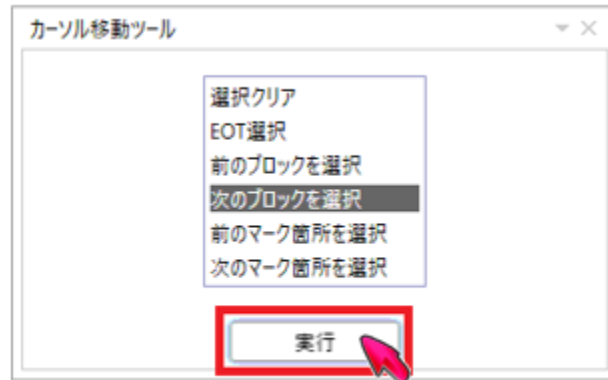 カーソル移動ツール
選択クリア
EOT選択
前のブロックを選択
次のブロックを選択
前のマーク箇所を選択
次のマーク箇所を選択
実行